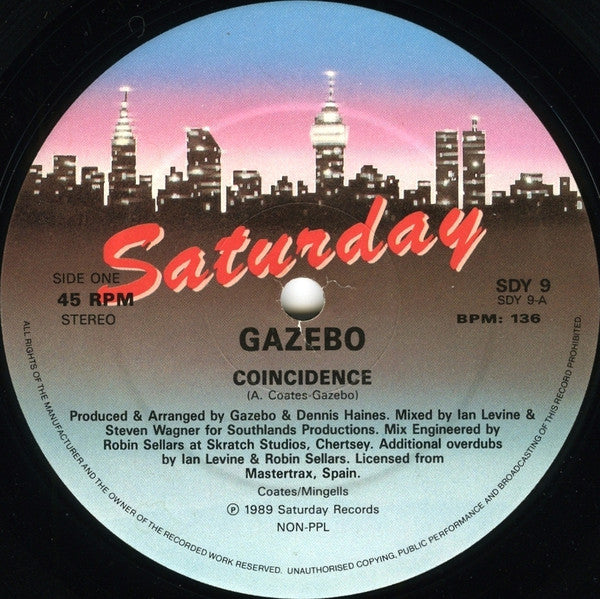 Saturday
SIDE ONE
45 RPM
STEREO
SDY 9
SDY 9-A
BPM: 136
GAZEBO
COINCIDENCE
(A. Coates-Gazebo)
Produced & Arranged by Gazebo & Dennis Haines. Mixed by Ian Levine &
Steven Wagner for Southlands Productions. Mix Engineered by
Robin Sellars at Skratch Studios, Chertsey. Additional overdubs
by Ian Levine & Robin Sellars. Licensed from
Mastertrax, Spain.
Coates/Mingells
℗ 1989 Saturday Records
NON-PPL
ALL RIGHTS OF THE MANUFACTURER AND THE OWNER OF THE RECORDED WORK RESERVED. UNAUTHORISED COPYING, PUBLIC PERFORMANCE AND BROADCASTING OF THIS RECORD PROHIBITED.